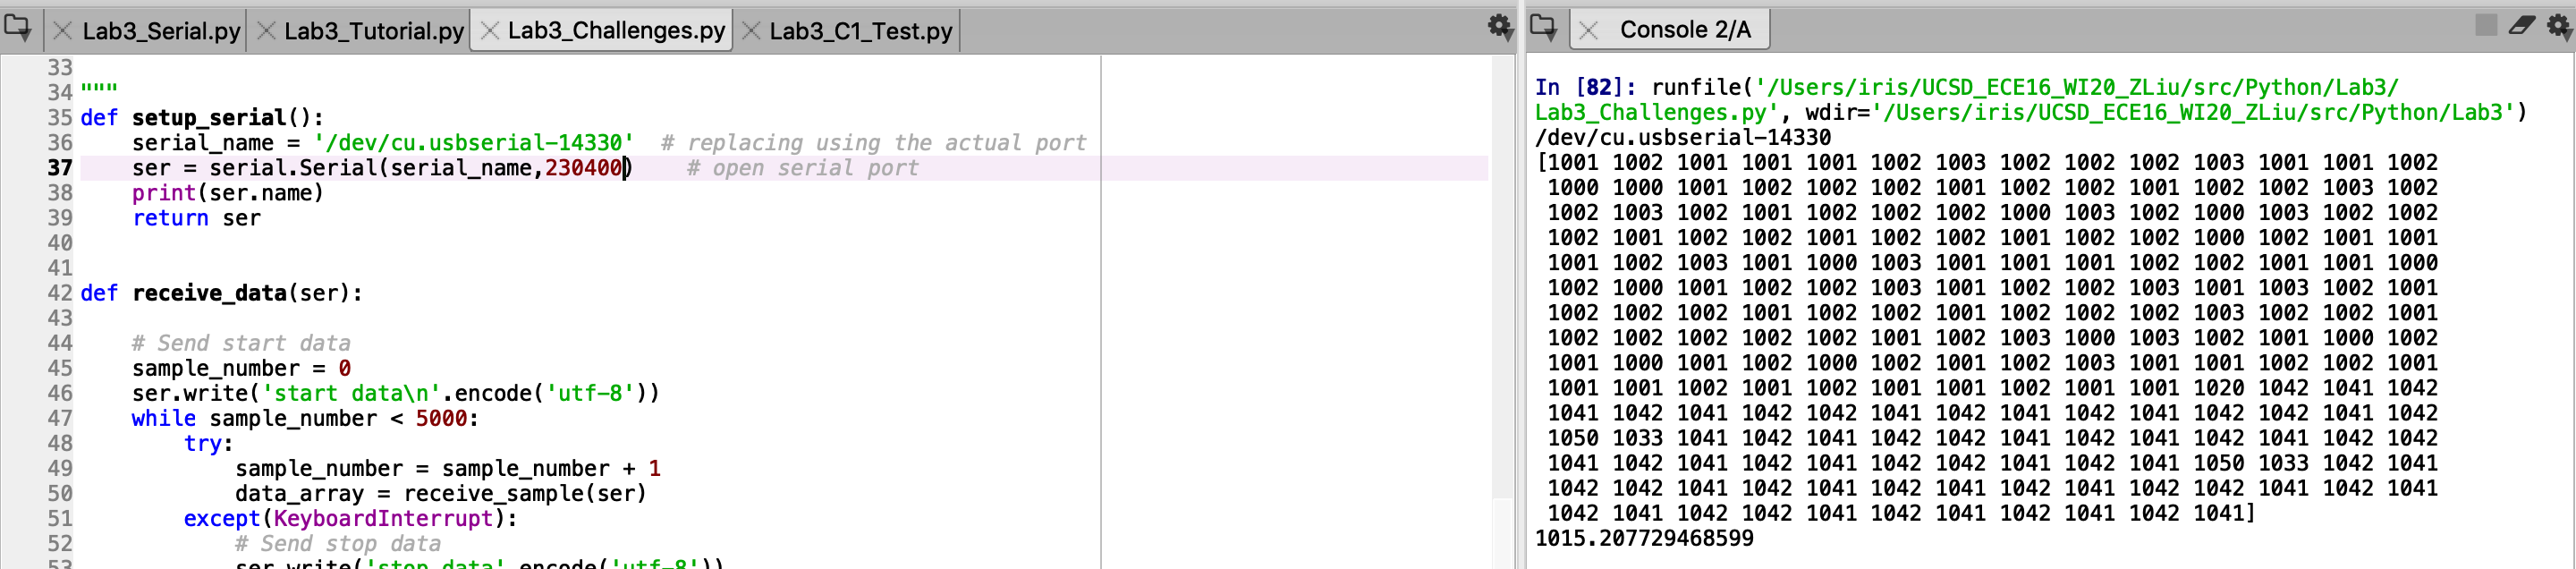 Lab3_Serial.py Lab3_Tutorial.py Lab3_Challenges.py Lab3_C1_Test.py
33
34 """
35 def setup_serial():
36     serial_name = '/dev/cu.usbserial-14330'  # replacing using the actual port
37     ser = serial.Serial(serial_name,230400)    # open serial port
38     print(ser.name)
39     return ser
40
41
42 def receive_data(ser):
43
44     # Send start data
45     sample_number = 0
46     ser.write('start data\n'.encode('utf-8'))
47     while sample_number < 5000:
48         try:
49             sample_number = sample_number + 1
50             data_array = receive_sample(ser)
51         except(KeyboardInterrupt):
52             # Send stop data
53             ser.write('stop data'.encode('utf-8'))
Console 2/A
In [82]: runfile('/Users/iris/UCSD_ECE16_WI20_ZLiu/src/Python/Lab3/
Lab3_Challenges.py', wdir='/Users/iris/UCSD_ECE16_WI20_ZLiu/src/Python/Lab3')
/dev/cu.usbserial-14330
[1001 1002 1001 1001 1001 1002 1003 1002 1002 1002 1003 1001 1001 1002
1000 1000 1001 1002 1002 1002 1001 1002 1002 1001 1002 1002 1003 1002
1002 1003 1002 1001 1002 1002 1002 1000 1003 1002 1000 1003 1002 1002
1002 1001 1002 1002 1001 1002 1002 1001 1002 1002 1000 1002 1001 1001
1001 1002 1003 1001 1000 1003 1001 1001 1001 1002 1002 1001 1001 1000
1002 1000 1001 1002 1002 1003 1001 1002 1002 1003 1001 1003 1002 1001
1002 1002 1002 1001 1002 1002 1001 1002 1002 1002 1003 1002 1002 1001
1002 1002 1002 1002 1002 1001 1002 1003 1000 1003 1002 1001 1000 1002
1001 1000 1001 1002 1000 1002 1001 1002 1003 1001 1001 1002 1002 1001
1001 1001 1002 1001 1002 1001 1001 1002 1001 1001 1020 1042 1041 1042
1041 1042 1041 1042 1042 1041 1042 1041 1042 1041 1042 1042 1041 1042
1050 1033 1041 1042 1041 1042 1042 1041 1042 1041 1042 1041 1042 1042
1041 1042 1041 1042 1041 1042 1042 1041 1042 1041 1050 1033 1042 1041
1042 1042 1041 1042 1041 1042 1041 1042 1041 1042 1042 1041 1042 1041
1042 1041 1042 1042 1041 1042 1041 1042 1041 1042 1041]
1015.207729468599